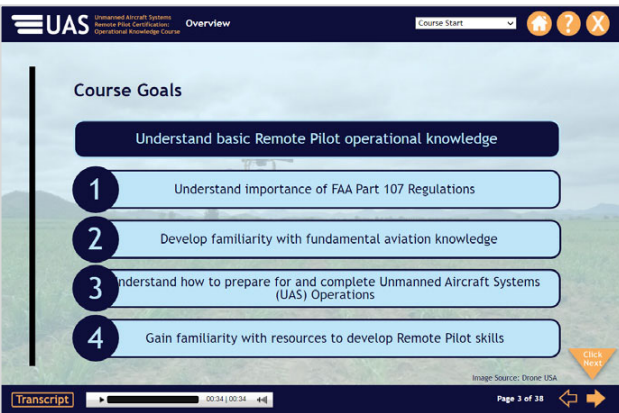 UAS
Unmanned Aircraft Systems
Remote Pilot Certification:
Operational Knowledge Course
Overview
Course Start
?
X
Course Goals
Understand basic Remote Pilot operational knowledge
1
Understand importance of FAA Part 107 Regulations
2
Develop familiarity with fundamental aviation knowledge
3
nderstand how to prepare for and complete Unmanned Aircraft Systems
(UAS) Operations
4
Gain familiarity with resources to develop Remote Pilot skills
Click
Next
Image Source: Drone USA
Transcript
00:34 | 00:34
Page 3 of 38